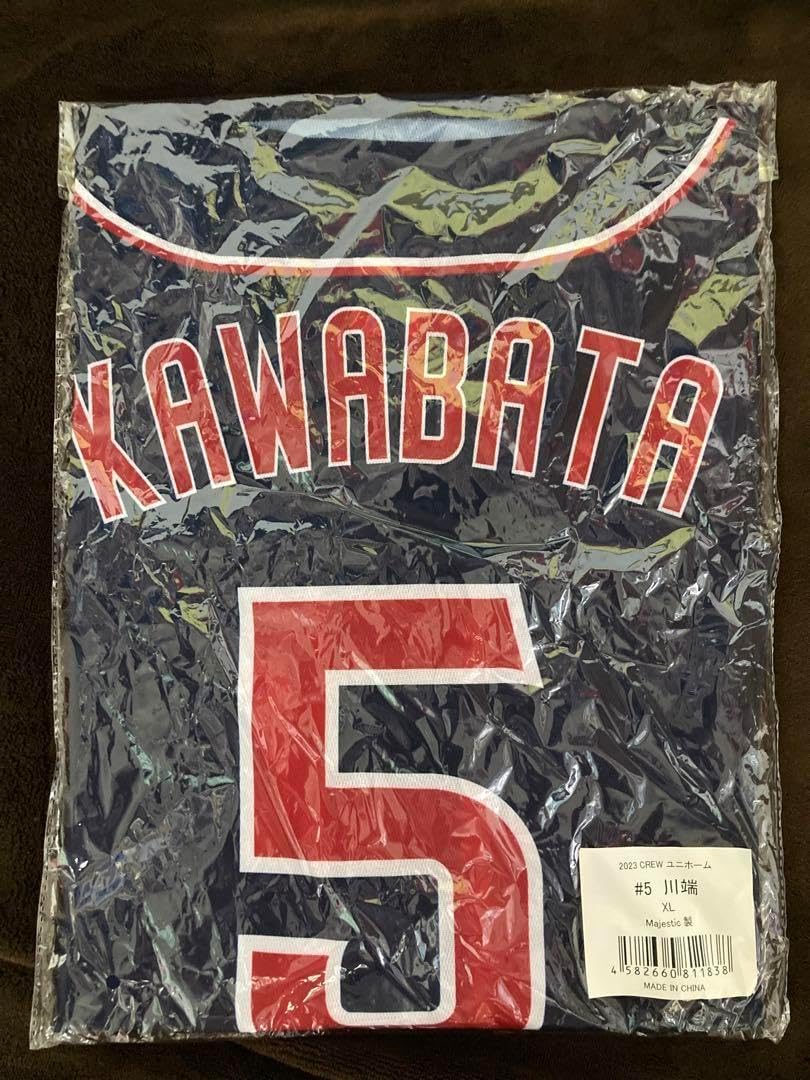 KAWABATA
5
2023 CREW ユニホーム
#5 川端
XL
Majestic 製
4 582660 811838
MADE IN CHINA